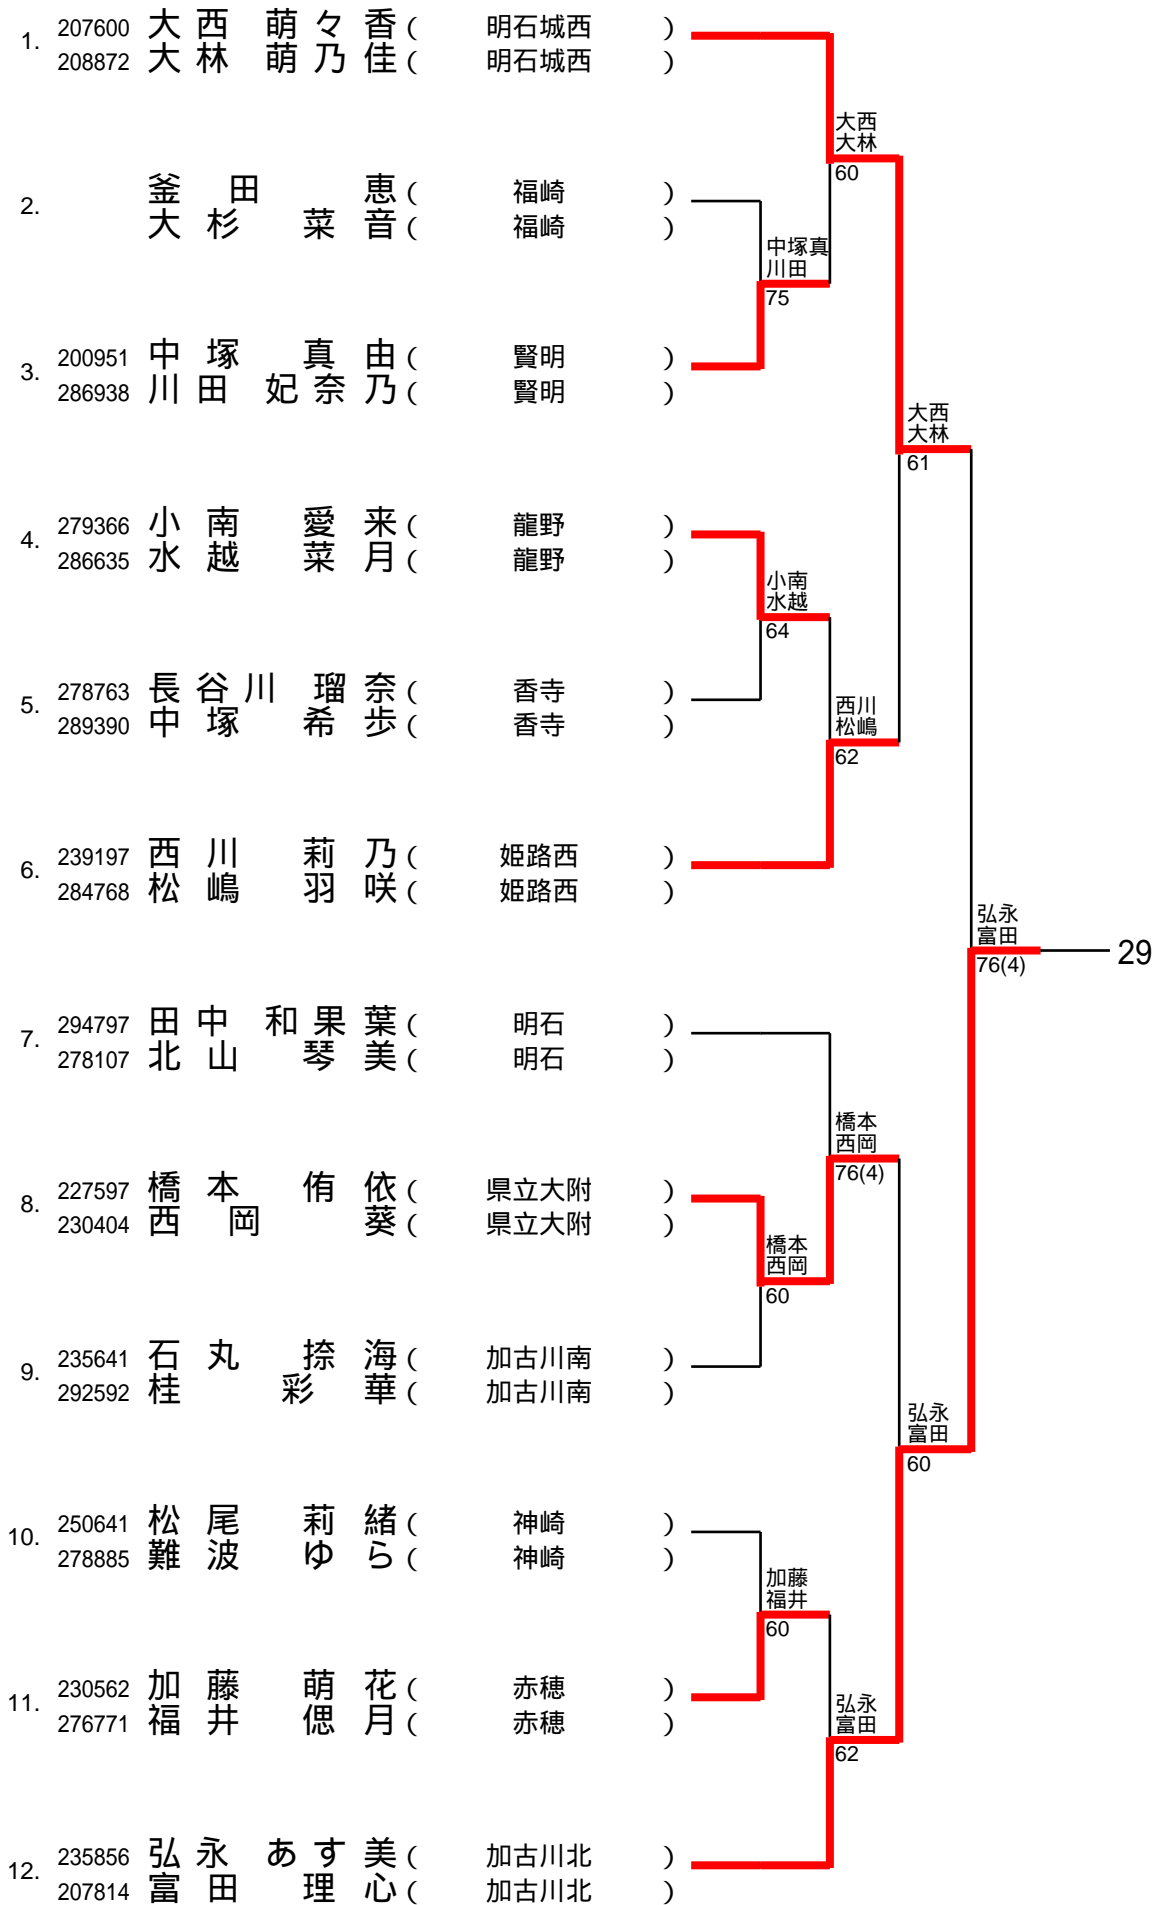 1. 207600 大西 萌々香 ( 明石城西 )
208872 大林 萌乃佳 ( 明石城西 )
大西
大林
60
2. 釜田 恵 ( 福崎 )
大杉 菜音 ( 福崎 )
中塚真
川田
75
3. 200951 中塚 真由 ( 賢明 )
286938 川田 妃奈乃 ( 賢明 )
大西
大林
61
4. 279366 小南 愛来 ( 龍野 )
286635 水越 菜月 ( 龍野 )
小南
水越
64
5. 278763 長谷川 瑠奈 ( 香寺 )
289390 中塚 希歩 ( 香寺 )
西川
松嶋
62
6. 239197 西川 莉乃 ( 姫路西 )
284768 松嶋 羽咲 ( 姫路西 )
弘永
富田
76(4)
29
7. 294797 田中 和果葉 ( 明石 )
278107 北山 琴美 ( 明石 )
橋本
西岡
76(4)
8. 227597 橋本 侑依 ( 県立大附 )
230404 西岡 葵 ( 県立大附 )
橋本
西岡
60
9. 235641 石丸 捺海 ( 加古川南 )
292592 桂 彩華 ( 加古川南 )
弘永
富田
60
10. 250641 松尾 莉緒 ( 神崎 )
278885 難波 ゆら ( 神崎 )
加藤
福井
60
11. 230562 加藤 萌花 ( 赤穂 )
276771 福井 偲月 ( 赤穂 )
弘永
富田
62
12. 235856 弘永 あす美 ( 加古川北 )
207814 富田 理心 ( 加古川北 )